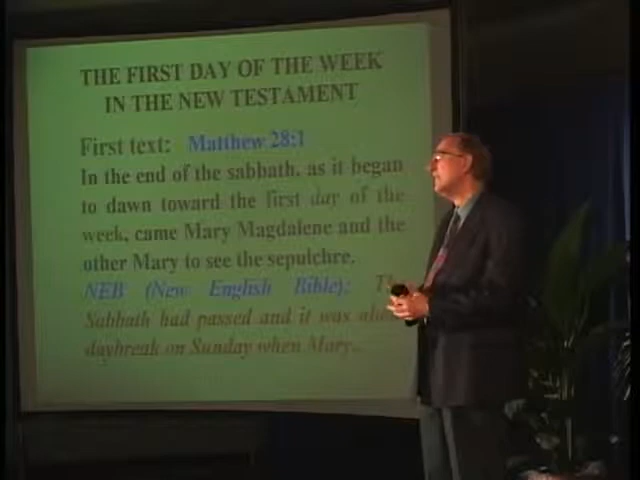 THE FIRST DAY OF THE WEEK
IN THE NEW TESTAMENT
First text: Matthew 28:1
In the end of the sabbath, as it began
to dawn toward the first day of the
week, came Mary Magdalene and the
other Mary to see the sepulchre.
NEB (New English Bible):
Sabbath had passed and it was
daybreak on Sunday when Mary...